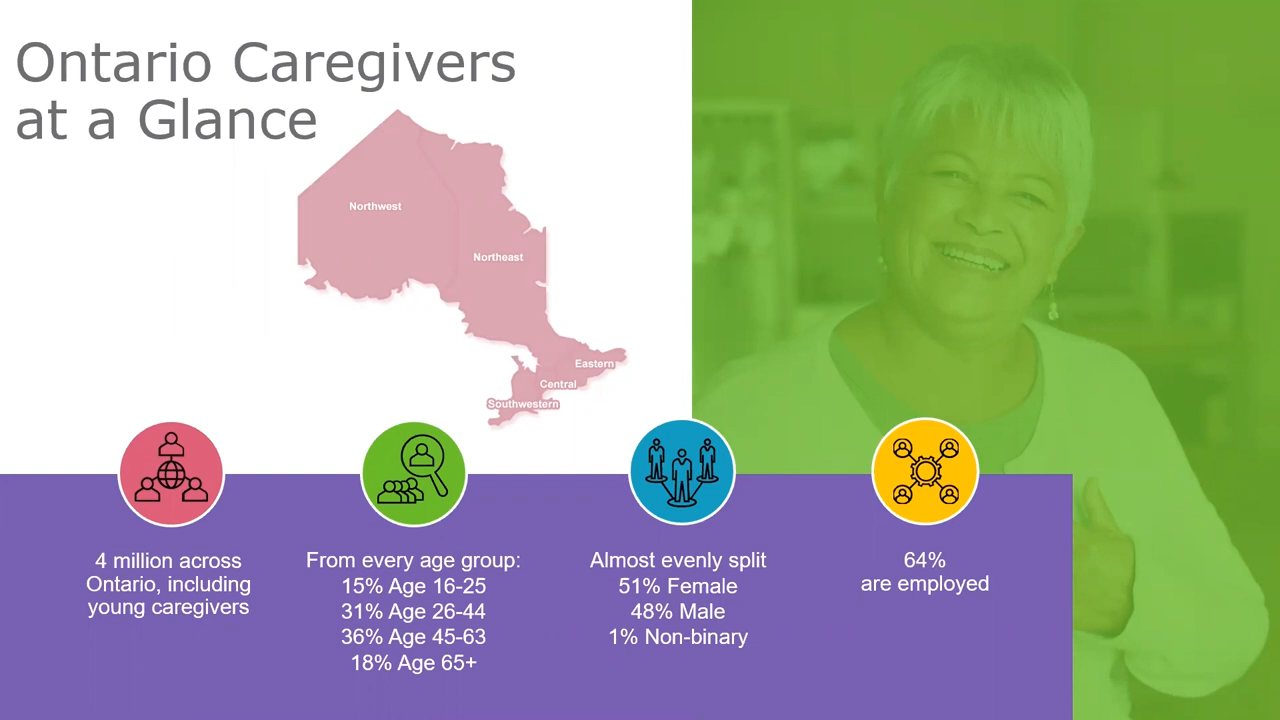 Ontario Caregivers
at a Glance
Northwest
Northeast
Eastern
Central
Southwestern
4 million across
Ontario, including
young caregivers
From every age group:
15% Age 16-25
31% Age 26-44
36% Age 45-63
18% Age 65+
Almost evenly split
51% Female
48% Male
1% Non-binary
64%
are employed